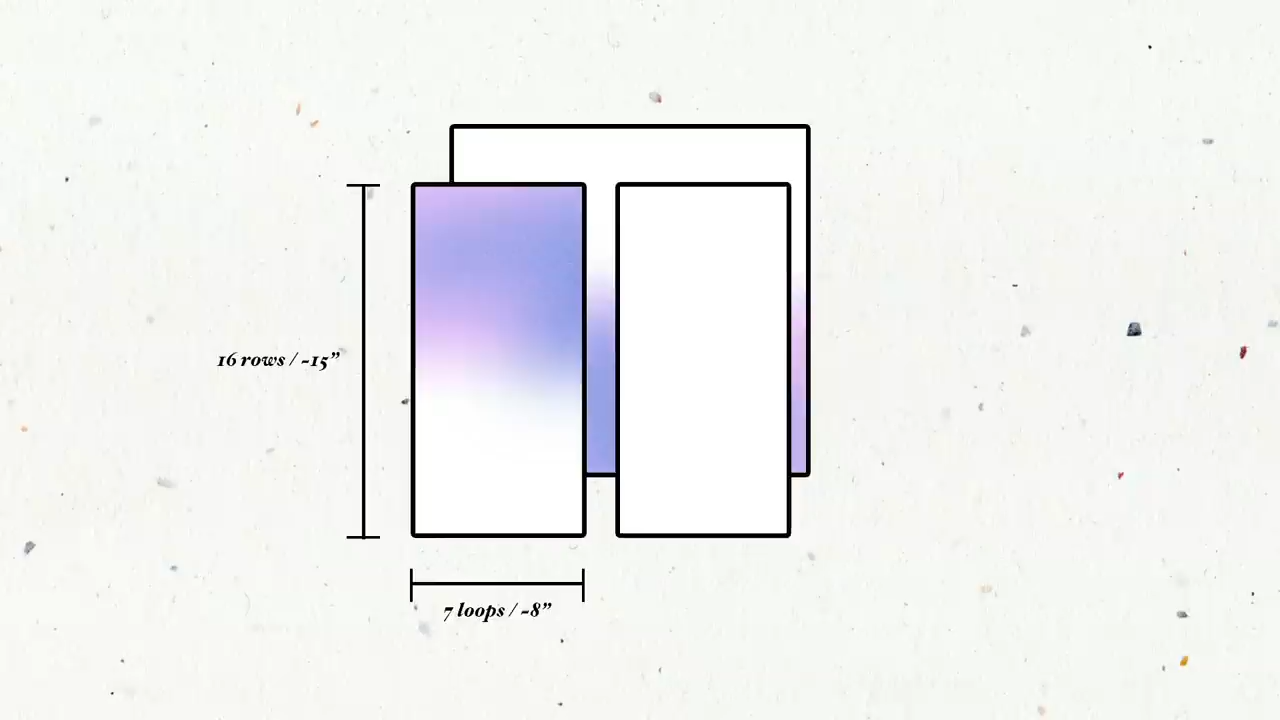 16 rows / ~15”
7 loops / ~8”